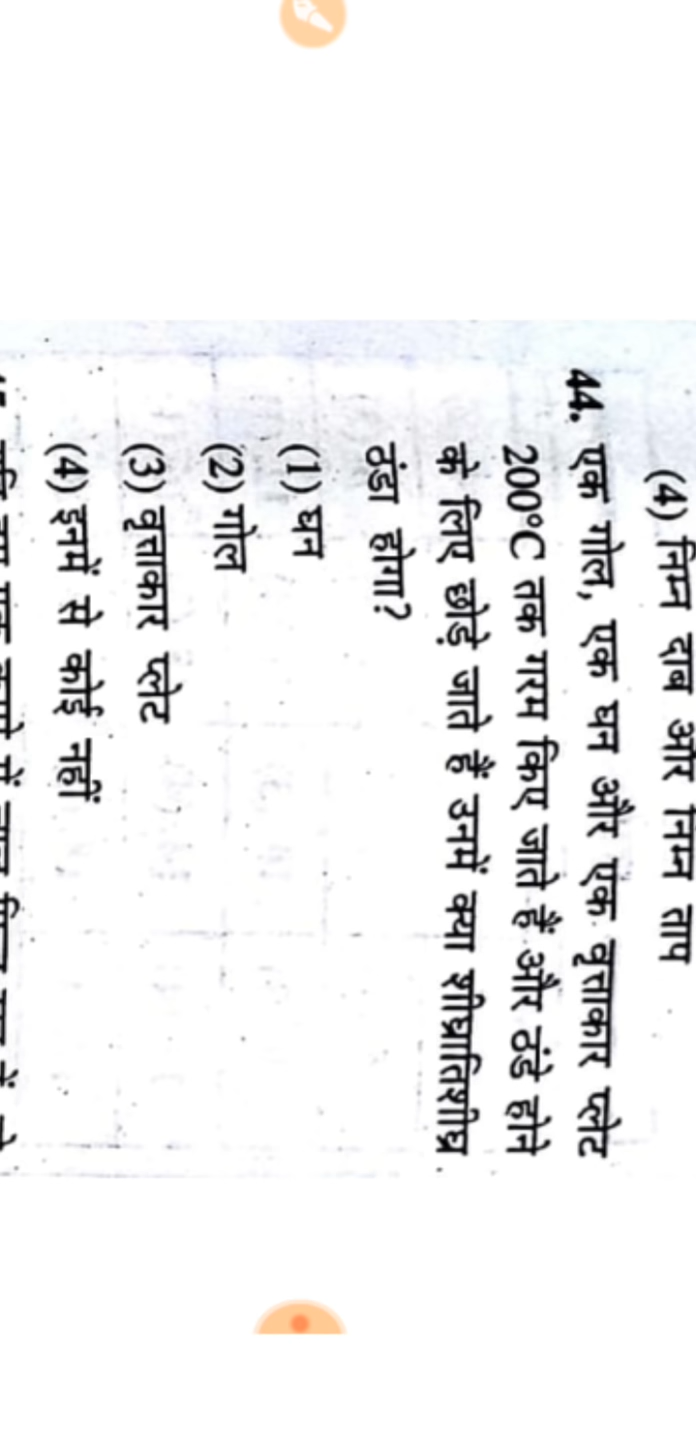 (4) निम्न दाब और निम्न ताप
44. एक गोल, एक घन और एक वृत्ताकार प्लेट
200°C तक गरम किए जाते हैं और ठंडे होने
के लिए छोड़े जाते हैं उनमें क्या शीघ्रातिशीघ्र
ठंडा होगा?
(1) घन
(2) गोल
(3) वृत्ताकार प्लेट
(4) इनमें से कोई नहीं